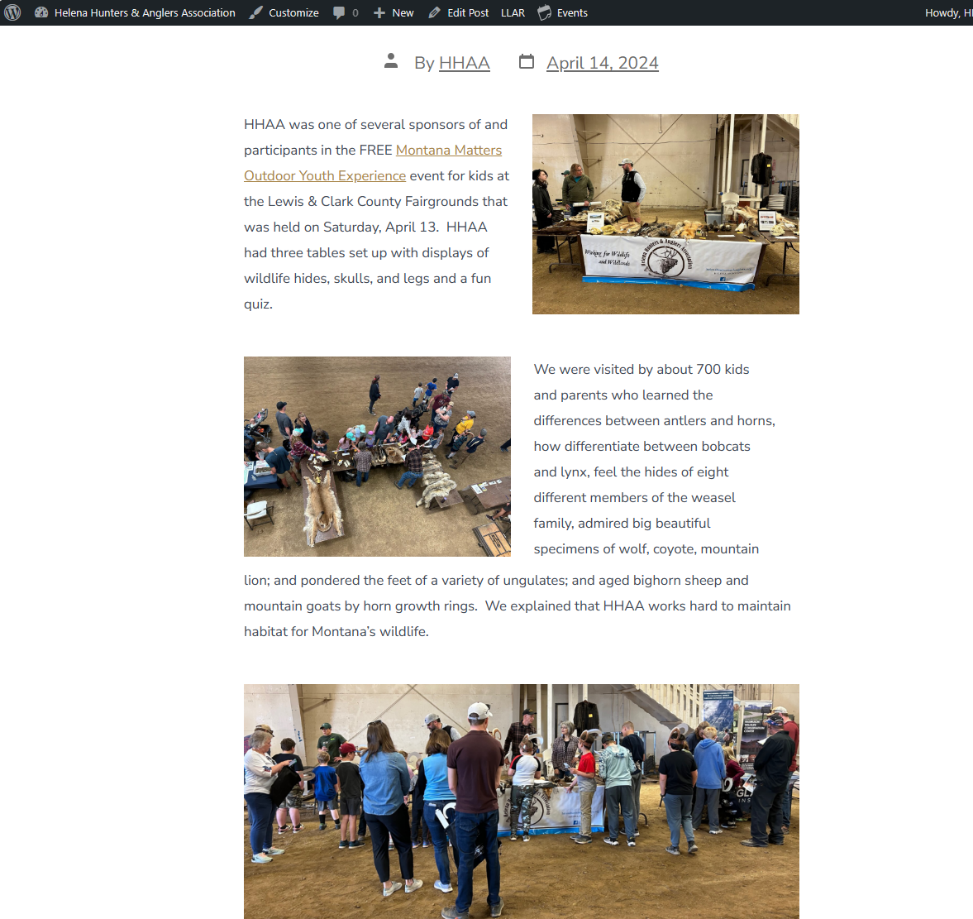 Helena Hunters & Anglers Association Customize 0 New Edit Post LLAR Events Howdy, H
By HHAA April 14, 2024
HHAA was one of several sponsors of and
participants in the FREE Montana Matters
Outdoor Youth Experience event for kids at
the Lewis & Clark County Fairgrounds that
was held on Saturday, April 13.  HHAA
had three tables set up with displays of
wildlife hides, skulls, and legs and a fun
quiz.
Working for Wildlife
and Wildlands
Helena Hunters & Anglers Association
We were visited by about 700 kids
and parents who learned the
differences between antlers and horns,
how differentiate between bobcats
and lynx, feel the hides of eight
different members of the weasel
family, admired big beautiful
specimens of wolf, coyote, mountain
lion; and pondered the feet of a variety of ungulates; and aged bighorn sheep and
mountain goats by horn growth rings.  We explained that HHAA works hard to maintain
habitat for Montana’s wildlife.